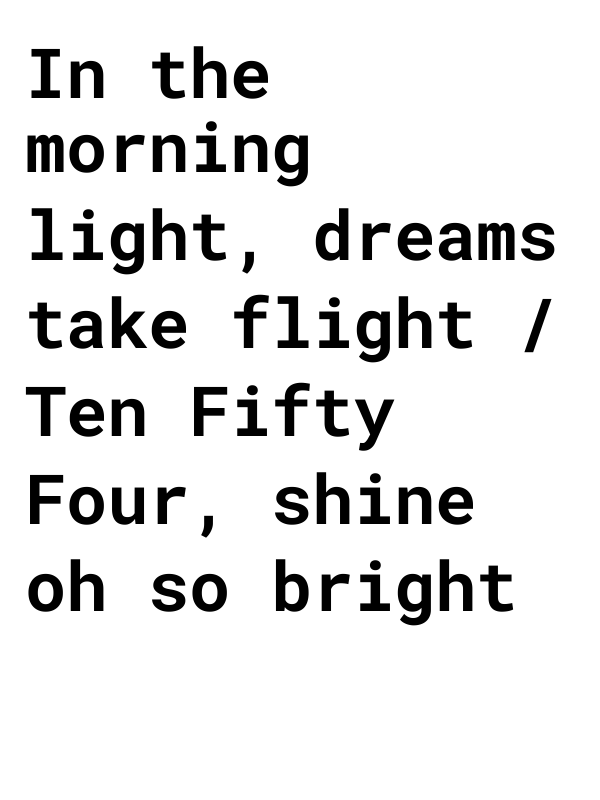 In the
morning
light, dreams
take flight /
Ten Fifty
Four, shine
oh so bright